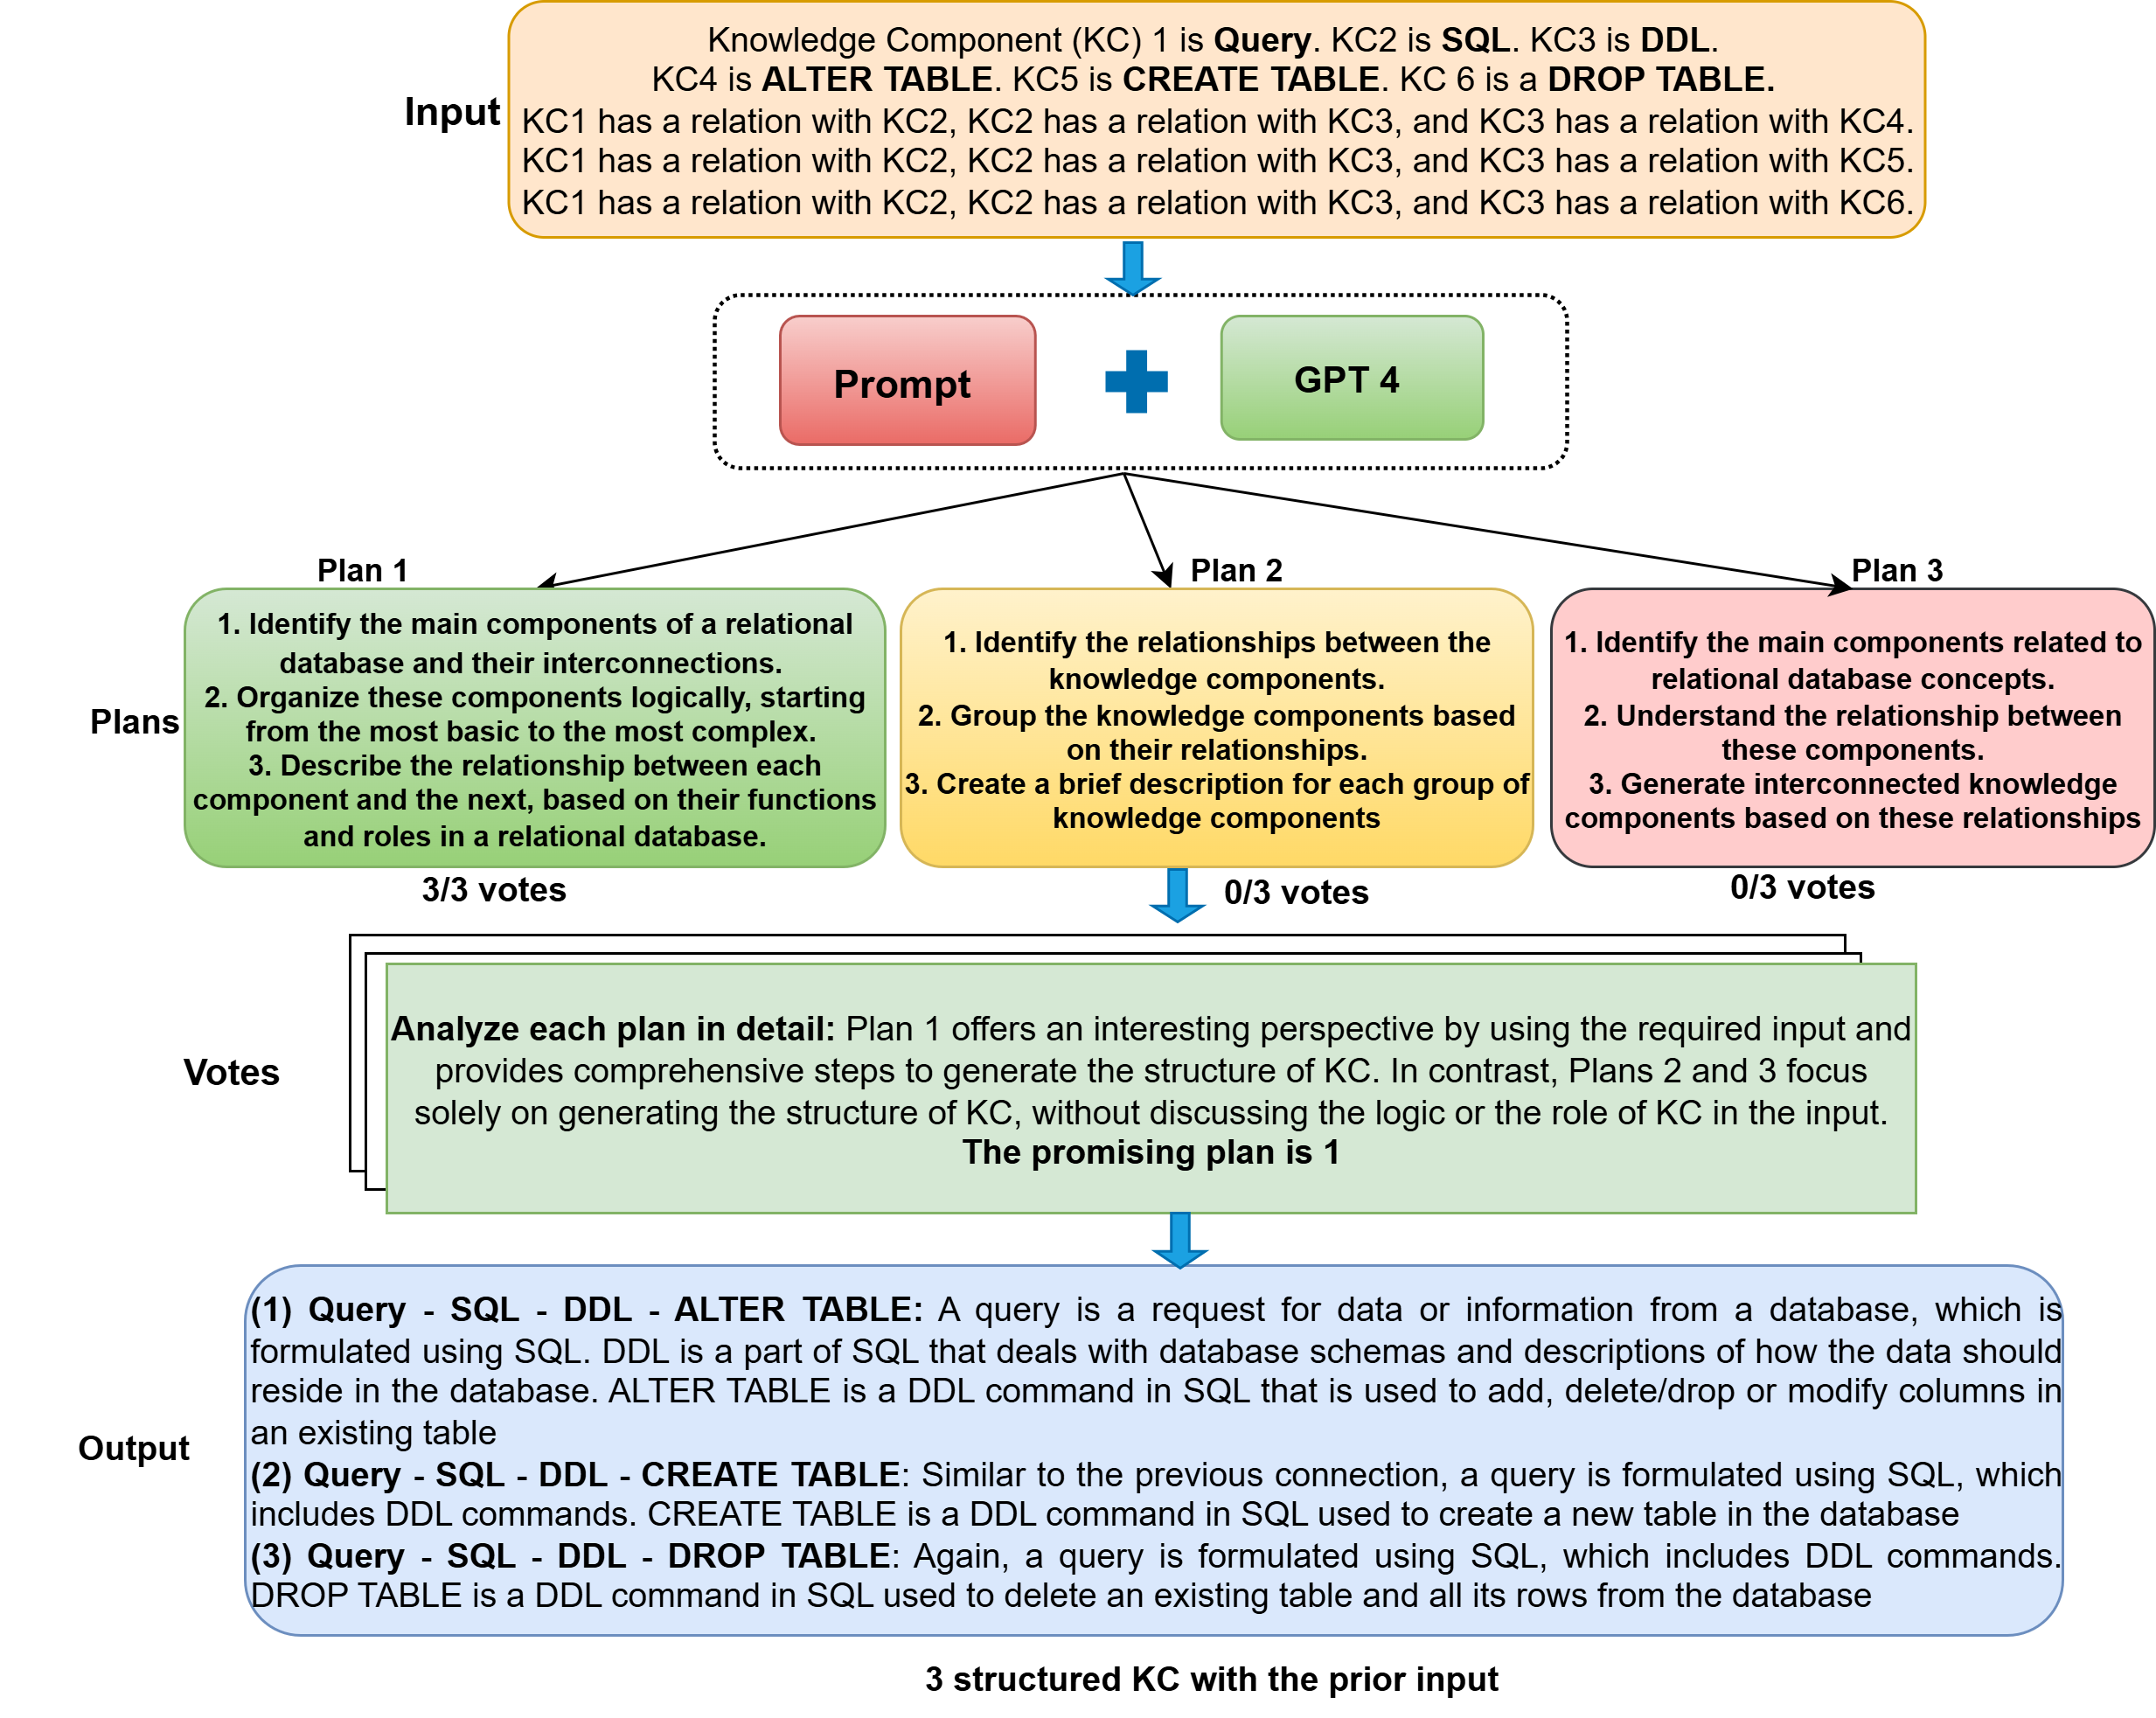 Knowledge Component (KC) 1 is Query. KC2 is SQL. KC3 is DDL.
KC4 is ALTER TABLE. KC5 is CREATE TABLE. KC 6 is a DROP TABLE.
Input
KC1 has a relation with KC2, KC2 has a relation with KC3, and KC3 has a relation with KC4.
KC1 has a relation with KC2, KC2 has a relation with KC3, and KC3 has a relation with KC5.
KC1 has a relation with KC2, KC2 has a relation with KC3, and KC3 has a relation with KC6.
Prompt
GPT 4
Plans
Plan 1
1. Identify the main components of a relational
database and their interconnections.
2. Organize these components logically, starting
from the most basic to the most complex.
3. Describe the relationship between each
component and the next, based on their functions
and roles in a relational database.
3/3 votes
Plan 2
1. Identify the relationships between the
knowledge components.
2. Group the knowledge components based
on their relationships.
3. Create a brief description for each group of
knowledge components
0/3 votes
Plan 3
1. Identify the main components related to
relational database concepts.
2. Understand the relationship between
these components.
3. Generate interconnected knowledge
components based on these relationships
0/3 votes
Votes
Analyze each plan in detail: Plan 1 offers an interesting perspective by using the required input and
provides comprehensive steps to generate the structure of KC. In contrast, Plans 2 and 3 focus
solely on generating the structure of KC, without discussing the logic or the role of KC in the input.
The promising plan is 1
Output
(1) Query - SQL - DDL - ALTER TABLE: A query is a request for data or information from a database, which is
formulated using SQL. DDL is a part of SQL that deals with database schemas and descriptions of how the data should
reside in the database. ALTER TABLE is a DDL command in SQL that is used to add, delete/drop or modify columns in
an existing table
(2) Query - SQL - DDL - CREATE TABLE: Similar to the previous connection, a query is formulated using SQL, which
includes DDL commands. CREATE TABLE is a DDL command in SQL used to create a new table in the database
(3) Query - SQL - DDL - DROP TABLE: Again, a query is formulated using SQL, which includes DDL commands.
DROP TABLE is a DDL command in SQL used to delete an existing table and all its rows from the database
3 structured KC with the prior input